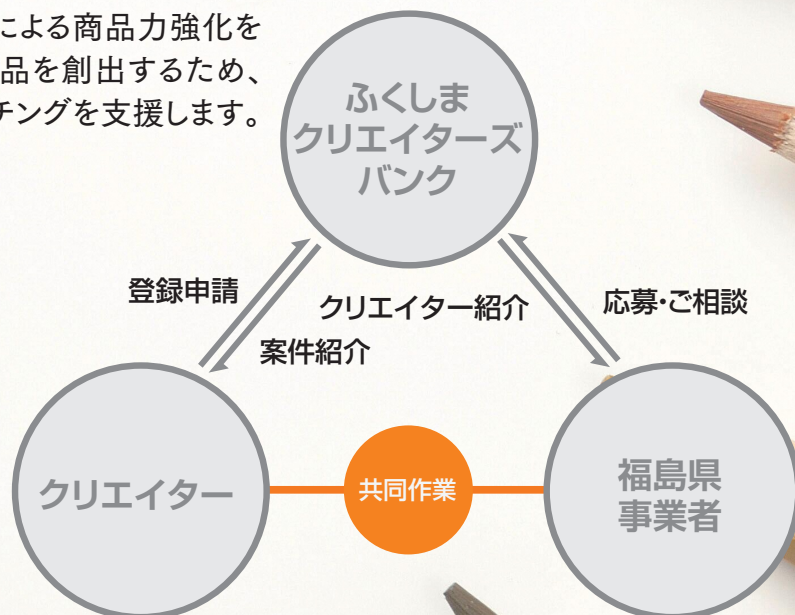 による商品力強化を
品を創出するため、
チングを支援します。
ふくしま
クリエイターズ
バンク
登録申請
クリエイター紹介
応募・ご相談
案件紹介
クリエイター
共同作業
福島県
事業者